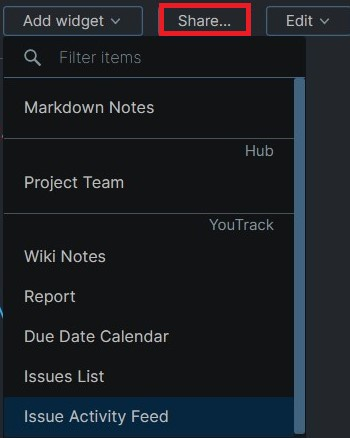 Add widget Share... Edit
Filter items
Markdown Notes
Hub
Project Team
YouTrack
Wiki Notes
Report
Due Date Calendar
Issues List
Issue Activity Feed